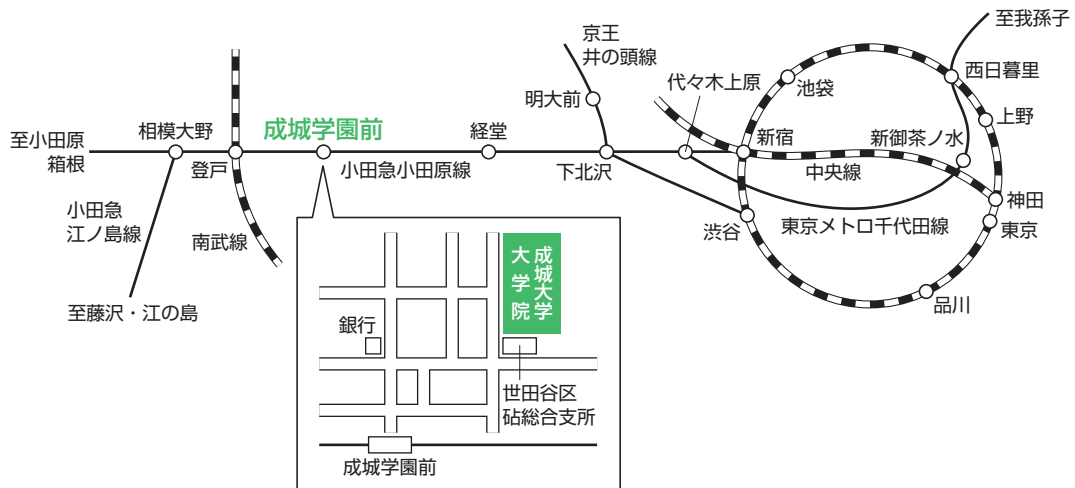 至我孫子
京王
井の頭線
代々木上原
西日暮里
池袋
明大前
上野
成城学園前
至小田原
箱根
相模大野
経堂
新宿
新御茶ノ水
登戸
小田急小田原線
下北沢
中央線
神田
小田急
江ノ島線
南武線
渋谷
東京メトロ千代田線
東京
成城大学
大学院
至藤沢・江の島
品川
銀行
世田谷区
砧総合支所
成城学園前